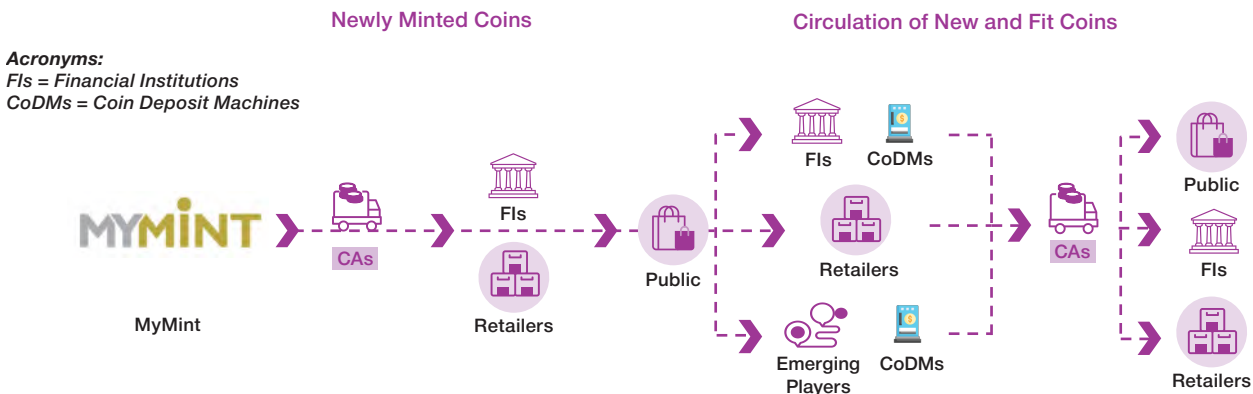 Newly Minted Coins
Circulation of New and Fit Coins
Acronyms:
FIs = Financial Institutions
CoDMs = Coin Deposit Machines
MYMINT
MyMint
CAs
FIs
Retailers
Public
FIs
CoDMs
Retailers
Emerging
Players
CoDMs
CAs
Public
FIs
Retailers